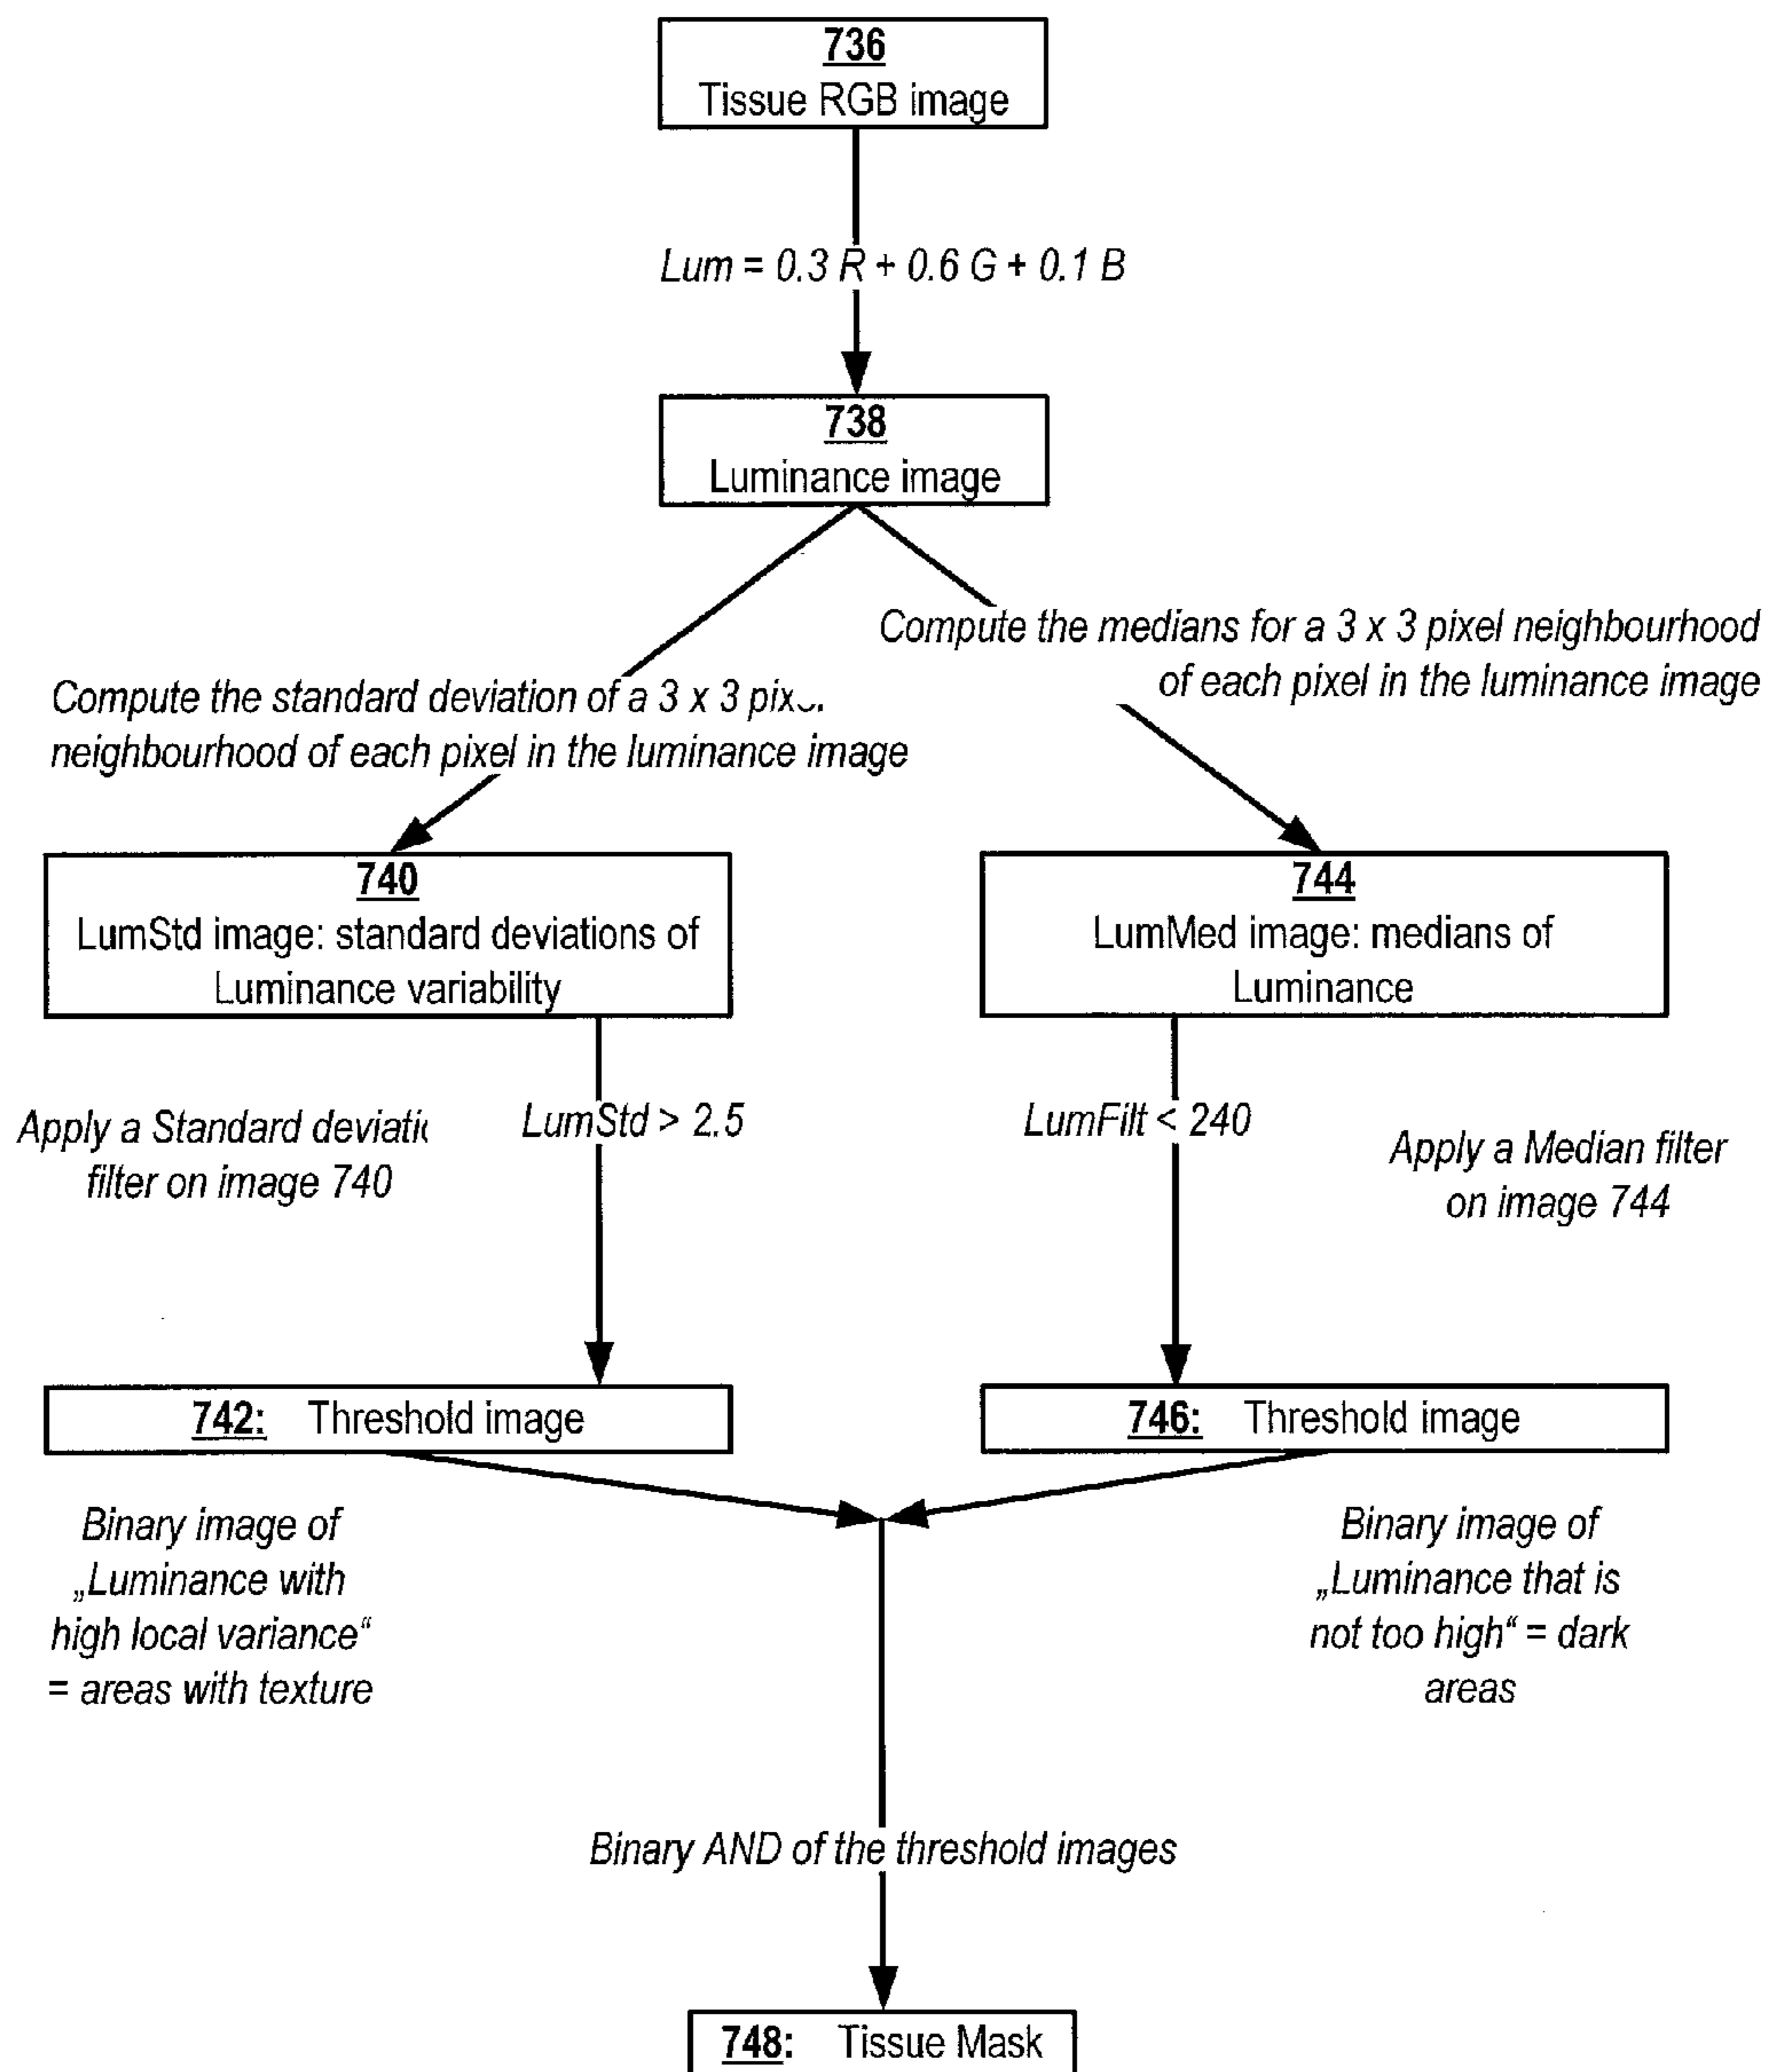 736
Tissue RGB image
Lum = 0.3 R + 0.6 G + 0.1 B
738
Luminance image
Compute the medians for a 3 x 3 pixel neighbourhood
of each pixel in the luminance image
Compute the standard deviation of a 3 x 3
neighbourhood of each pixel in the luminance image
740
LumStd image: standard deviations of
Luminance variability
744
LumMed image: medians of
Luminance
Apply a Standard
filter on image 740
LumStd > 2.5
LumFilt < 240
Apply a Median filter
on image 744
742: Threshold image
746: Threshold image
Binary image of
„Luminance with
high local variance“
= areas with texture
Binary image of
„Luminance that is
not too high“ = dark
areas
Binary AND of the threshold images
748: Tissue Mask